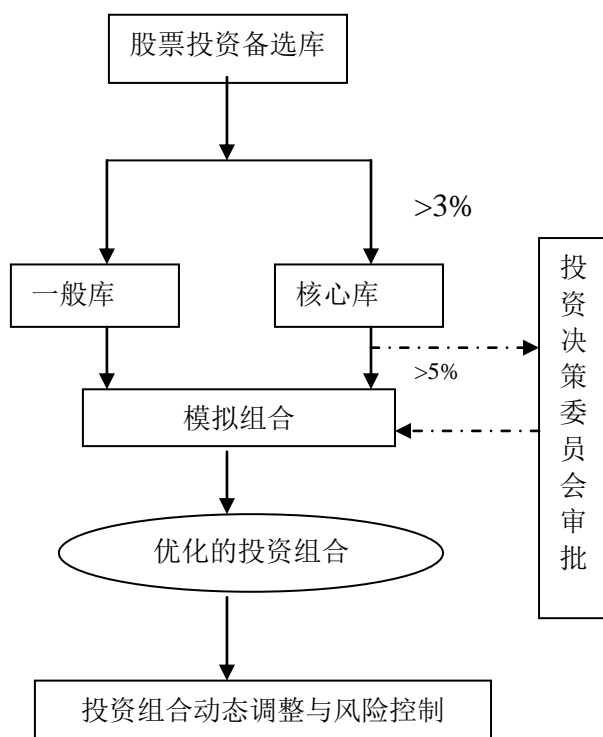 股票投资备选库
>3%
一般库
核心库
投资决策委员会审批
>5%
模拟组合
优化的投资组合
投资组合动态调整与风险控制